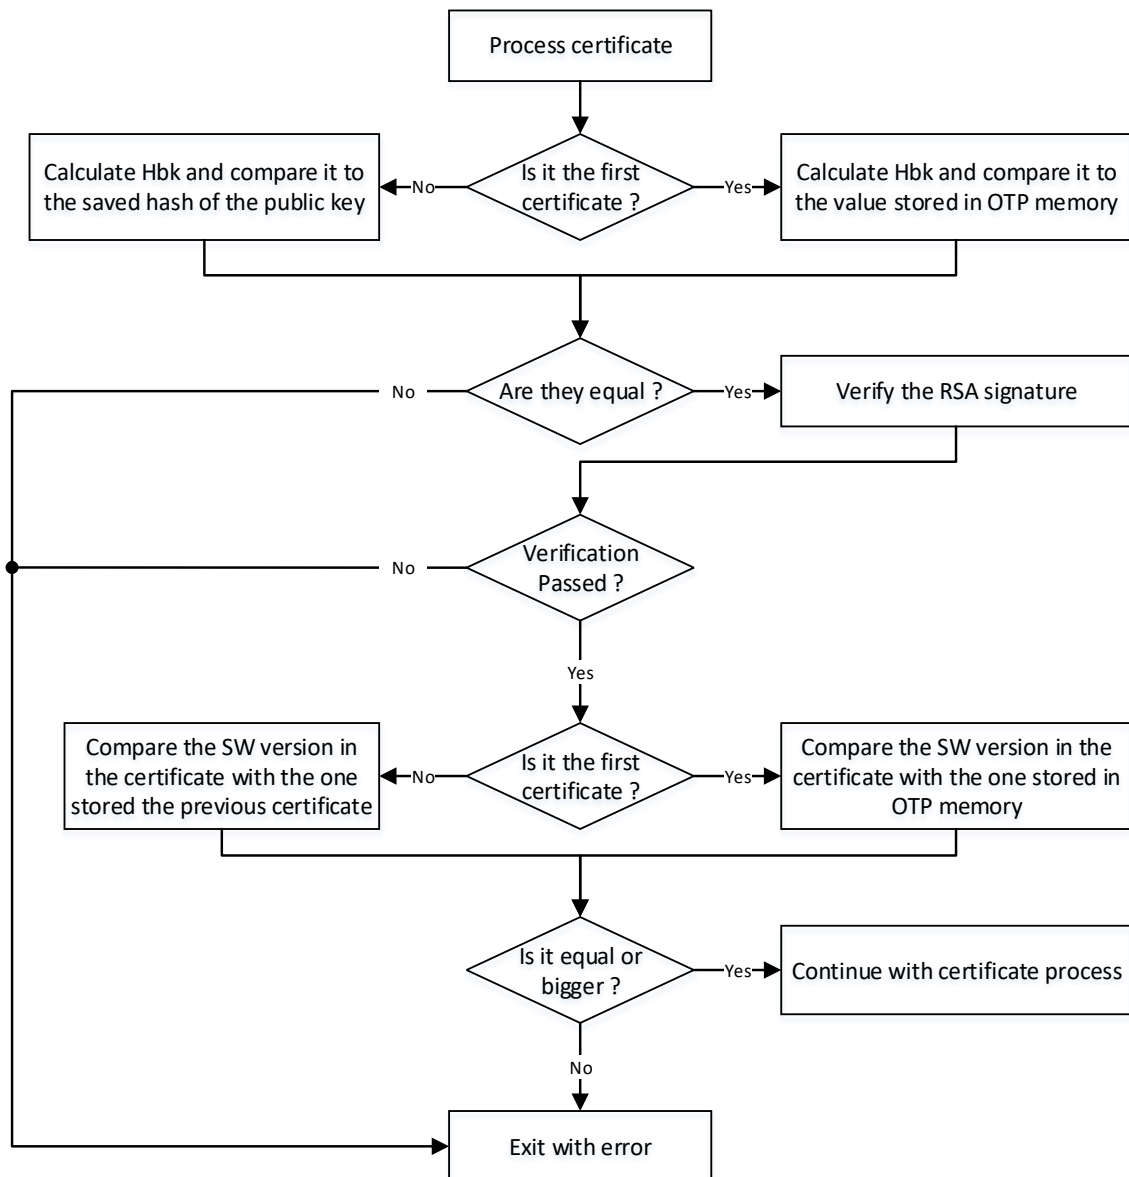 Process certificate
Is it the first
certificate ?
No
Yes
Calculate Hbk and compare it to
the saved hash of the public key
Calculate Hbk and compare it to
the value stored in OTP memory
Are they equal ?
No
Yes
Verify the RSA signature
Verification
Passed ?
No
Yes
Is it the first
certificate ?
No
Yes
Compare the SW version in
the certificate with the one
stored the previous certificate
Compare the SW version in the
certificate with the one stored in
OTP memory
Is it equal or
bigger ?
Yes
Continue with certificate process
No
Exit with error